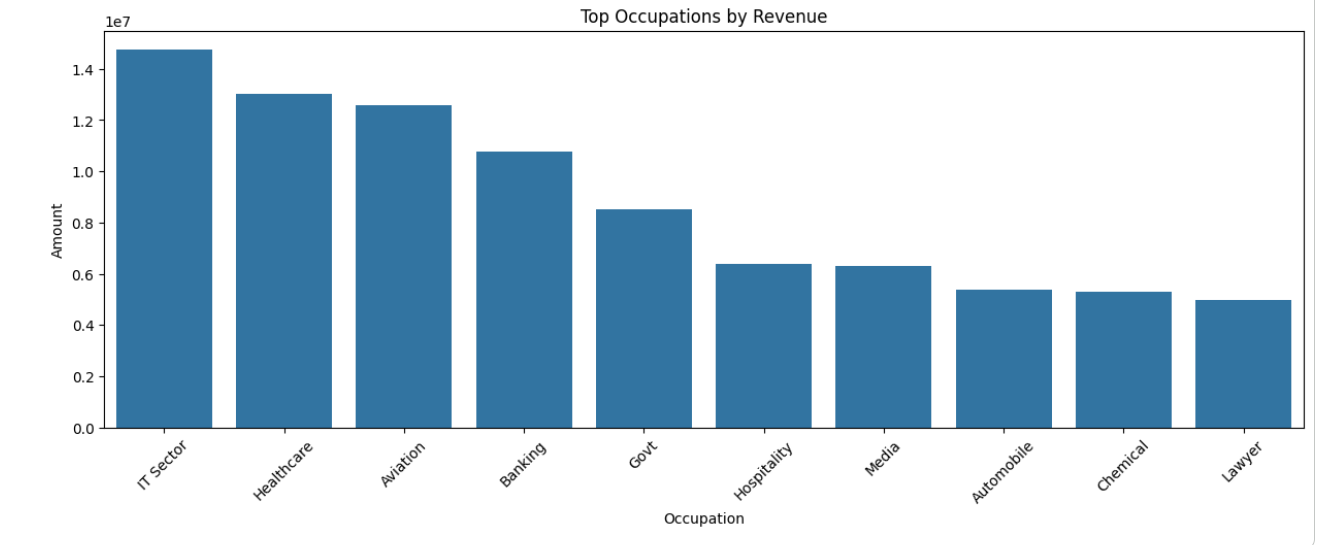 Top Occupations by Revenue
1e7
1.4
1.2
1.0
0.8
0.6
0.4
0.2
0.0
Amount
IT Sector
Healthcare
Aviation
Banking
Govt
Hospitality
Media
Automobile
Chemical
Lawyer
Occupation